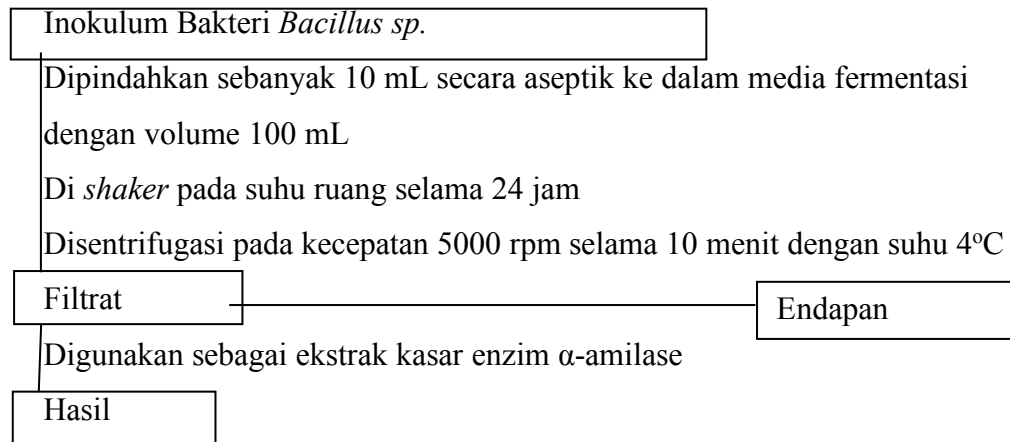 Inokulum Bakteri Bacillus sp.
Dipindahkan sebanyak 10 mL secara aseptik ke dalam media fermentasi
dengan volume 100 mL
Di shaker pada suhu ruang selama 24 jam
Disentrifugasi pada kecepatan 5000 rpm selama 10 menit dengan suhu 4°C
Filtrat
Endapan
Digunakan sebagai ekstrak kasar enzim α-amilase
Hasil